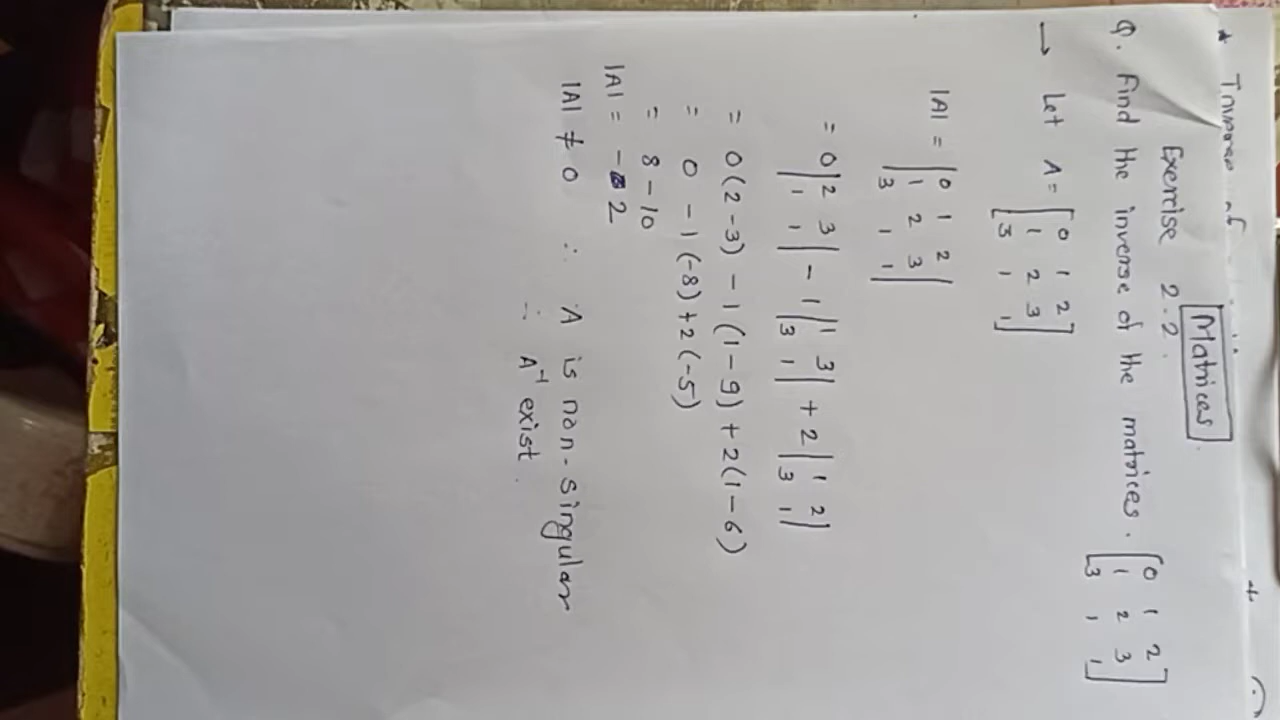 * Inverse of
Matrices
Exercise 2.2
Q. Find the inverse of the matrices. [0 1 2
1 2 3
3 1 1]
→ Let A = [0 1 2
1 2 3
3 1 1]
|A| = |0 1 2
1 2 3
3 1 1|
= 0 |2 3
1 1| - 1 |1 3
3 1| + 2 |1 2
3 1|
= 0(2-3) - 1(1-9) + 2(1-6)
= 0 - 1(-8) + 2(-5)
= 8 - 10
|A| = - 2
|A| ≠ 0 ∴ A is non-singular
∴ A⁻¹ exist.